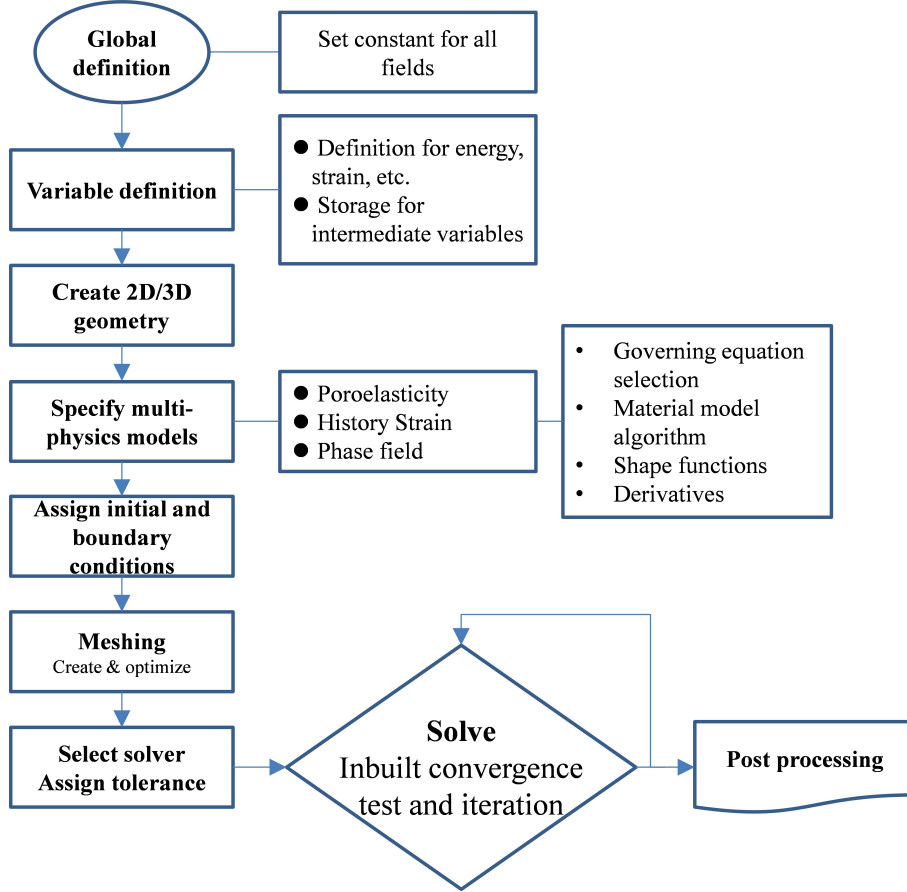 Global
definition
Set constant for all
fields
Variable definition
● Definition for energy,
strain, etc.
● Storage for
intermediate variables
Create 2D/3D
geometry
Specify multi-
physics models
● Poroelasticity
● History Strain
● Phase field
• Governing equation
selection
• Material model
algorithm
• Shape functions
• Derivatives
Assign initial and
boundary
conditions
Meshing
Create & optimize
Select solver
Assign tolerance
Solve
Inbuilt convergence
test and iteration
Post processing